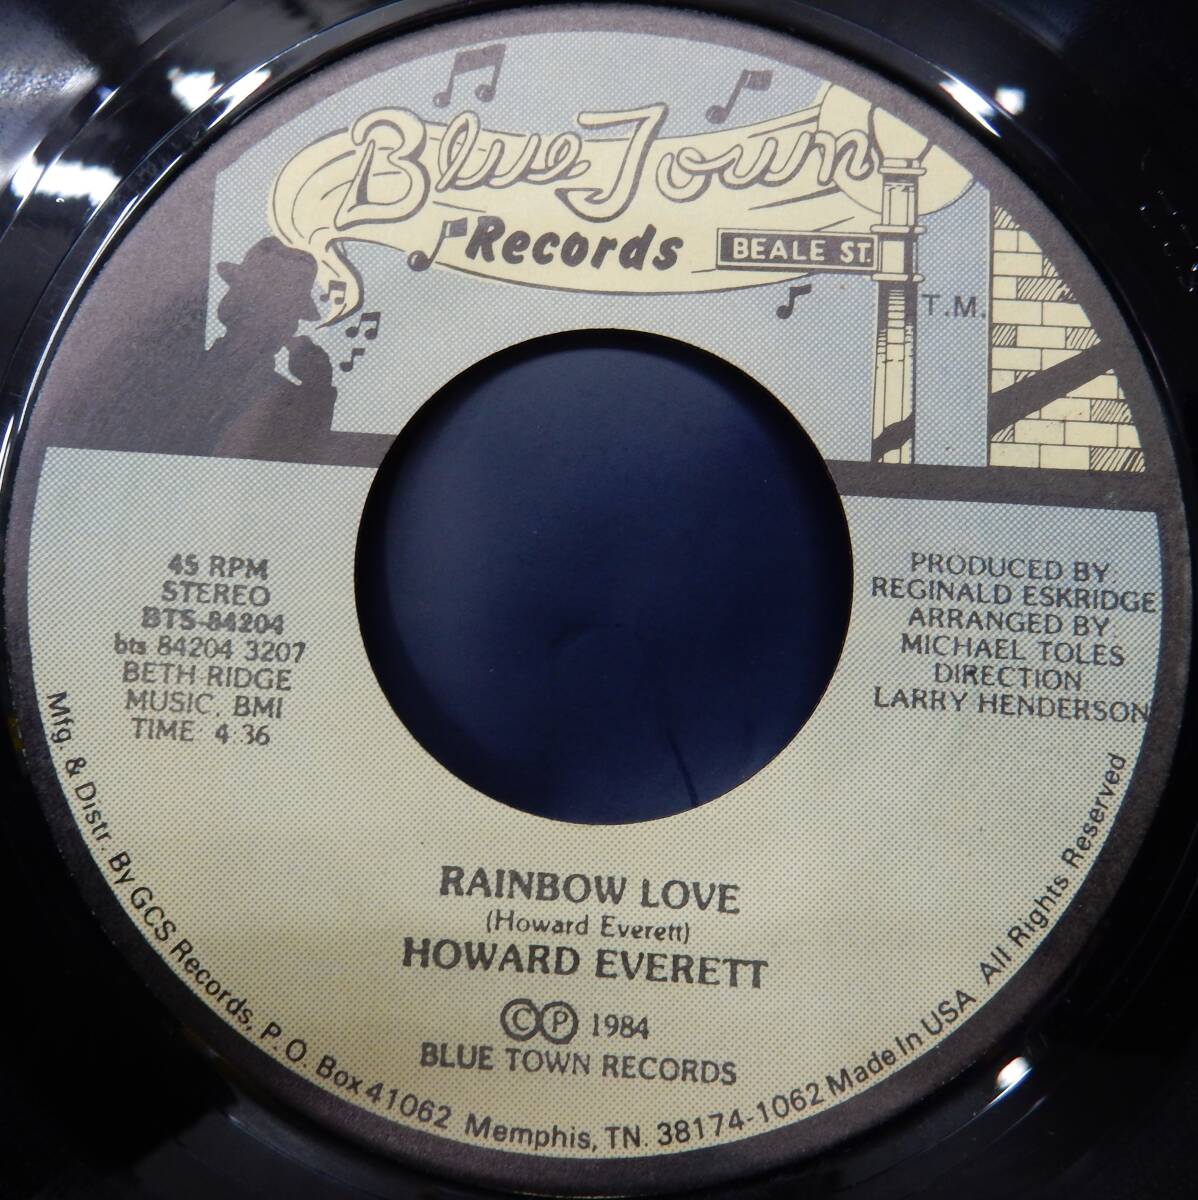 Blue Town
Records
BEALE ST.
T.M.
45 RPM
STEREO
BTS-84204
bts 84204 3207
BETH-RIDGE
MUSIC, BMI
TIME 4:36
PRODUCED BY
REGINALD ESKRIDGE
ARRANGED BY
MICHAEL TOLES
DIRECTION
LARRY HENDERSON
RAINBOW LOVE
(Howard Everett)
HOWARD EVERETT
©℗ 1984
BLUE TOWN RECORDS
Mfg. & Distr. By GCS Records, P.O. Box 41062 Memphis, TN. 38174-1062 Made In USA All Rights Reserved